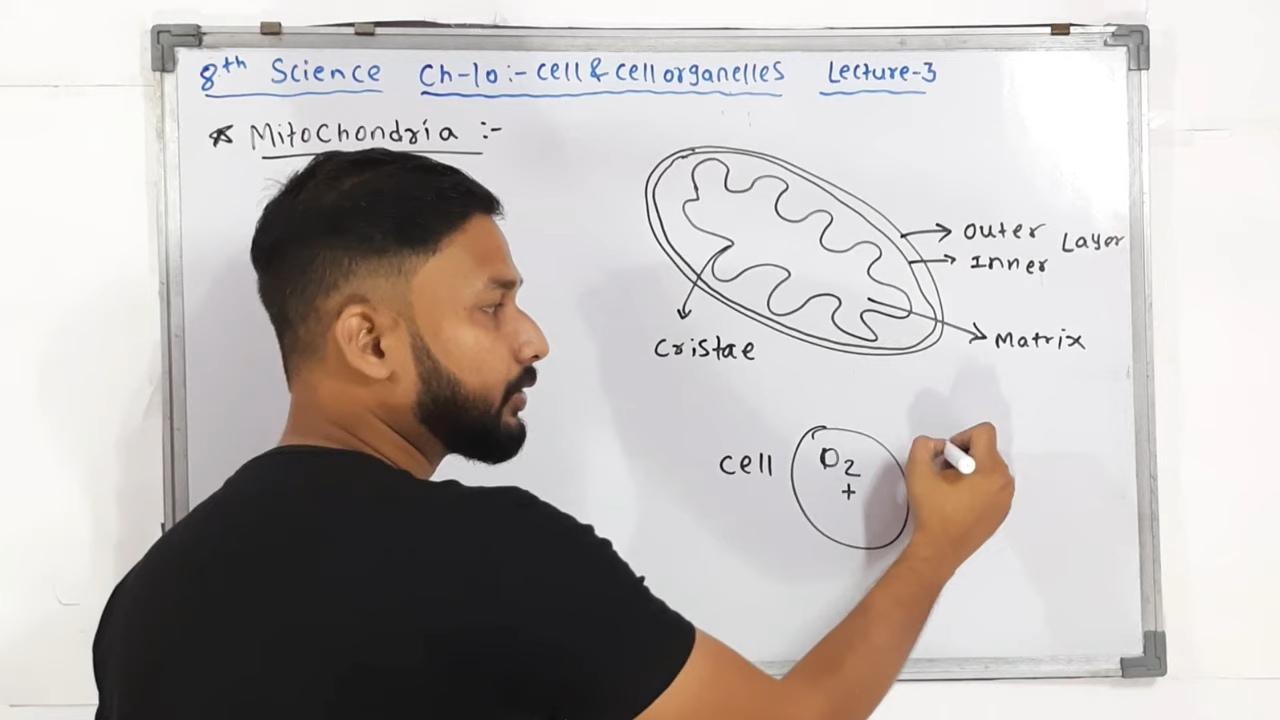 8th Science Ch-10:- cell & cell organelles Lecture-3
* Mitochondria :-
Outer
Inner
Layer
Matrix
Cristae
Cell
O2
+